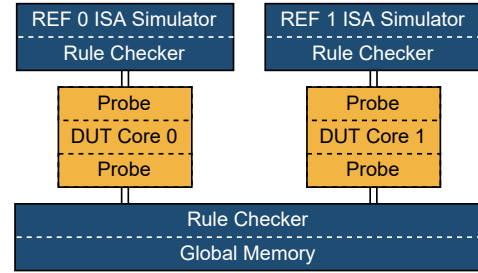 REF 0 ISA Simulator
Rule Checker
Probe
DUT Core 0
Probe
REF 1 ISA Simulator
Rule Checker
Probe
DUT Core 1
Probe
Rule Checker
Global Memory